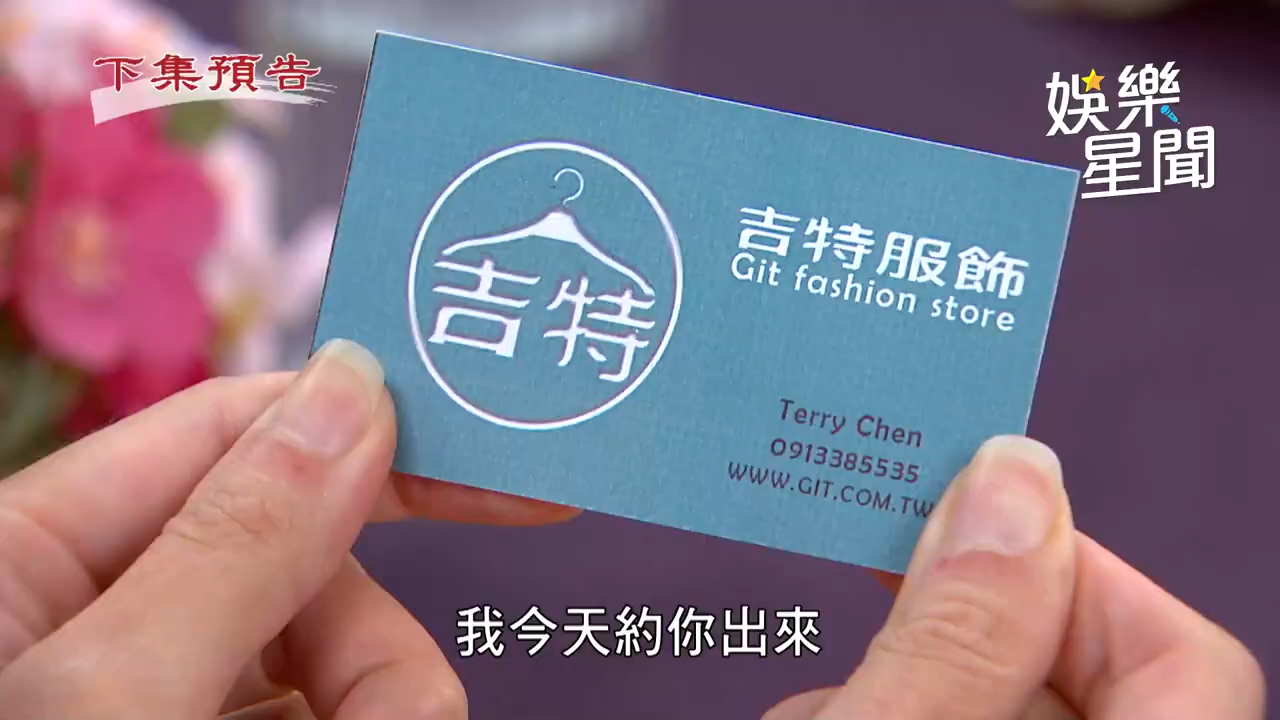 下集預告
娛樂
星聞
吉特
吉特服飾
Git fashion store
Terry Chen
0913385535
WWW.GIT.COM.TW
我今天約你出來